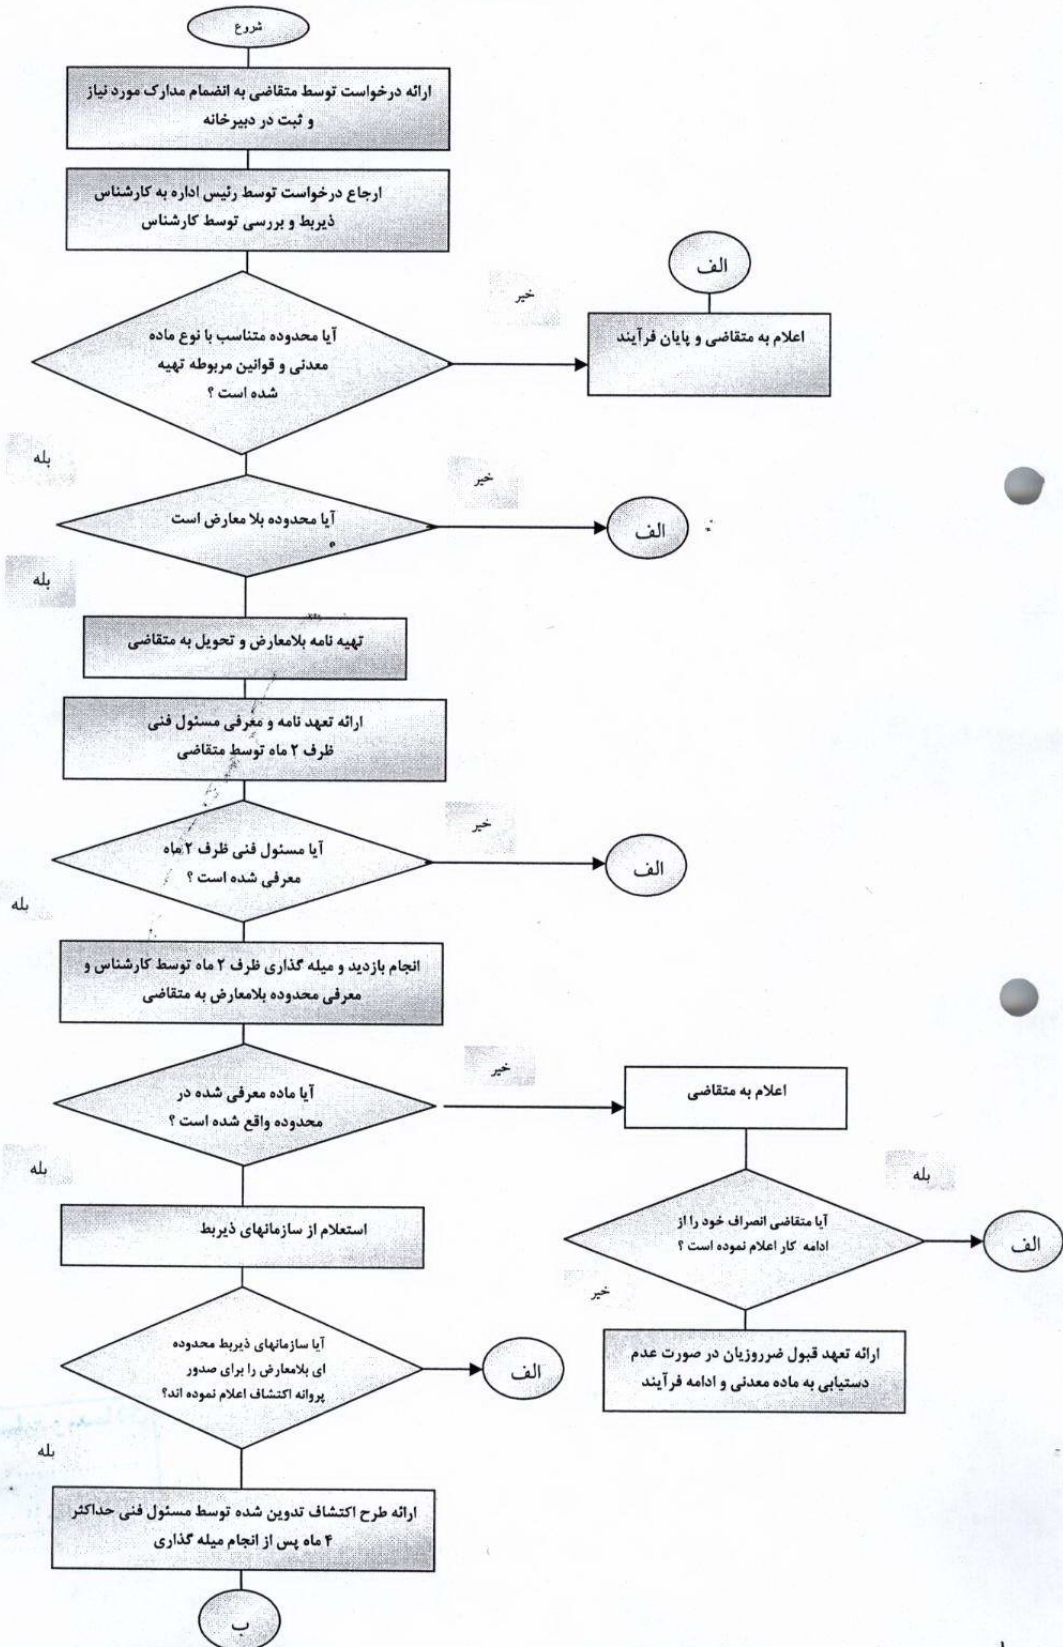 شروع
ارائه درخواست توسط متقاضی به انضمام مدارک مورد نیاز
و ثبت در دبیرخانه
ارجاع درخواست توسط رئیس اداره به کارشناس
ذیربط و بررسی توسط کارشناس
الف
خیر
اعلام به متقاضی و پایان فرآیند
آیا محدوده متناسب با نوع ماده
معدنی و قوانین مربوطه تهیه
شده است ؟
بله
خیر
آیا محدوده بلا معارض است
الف
بله
تهیه نامه بلامعارض و تحویل به متقاضی
ارائه تعهد نامه و معرفی مسئول فنی
ظرف ۲ ماه توسط متقاضی
خیر
آیا مسئول فنی ظرف ۲ ماه
معرفی شده است ؟
الف
بله
انجام بازدید و میله گذاری ظرف ۲ ماه توسط کارشناس و
معرفی محدوده بلامعارض به متقاضی
خیر
آیا ماده معرفی شده در
محدوده واقع شده است ؟
اعلام به متقاضی
بله
بله
استعلام از سازمانهای ذیربط
آیا متقاضی انصراف خود را از
ادامه کار اعلام نموده است ؟
الف
خیر
آیا سازمانهای ذیربط محدوده
ای بلامعارض را برای صدور
پروانه اکتشاف اعلام نموده اند؟
الف
ارائه تعهد قبول ضرروزیان در صورت عدم
دستیابی به ماده معدنی و ادامه فرآیند
بله
ارائه طرح اکتشاف تدوین شده توسط مسئول فنی حداکثر
۴ ماه پس از انجام میله گذاری
ب